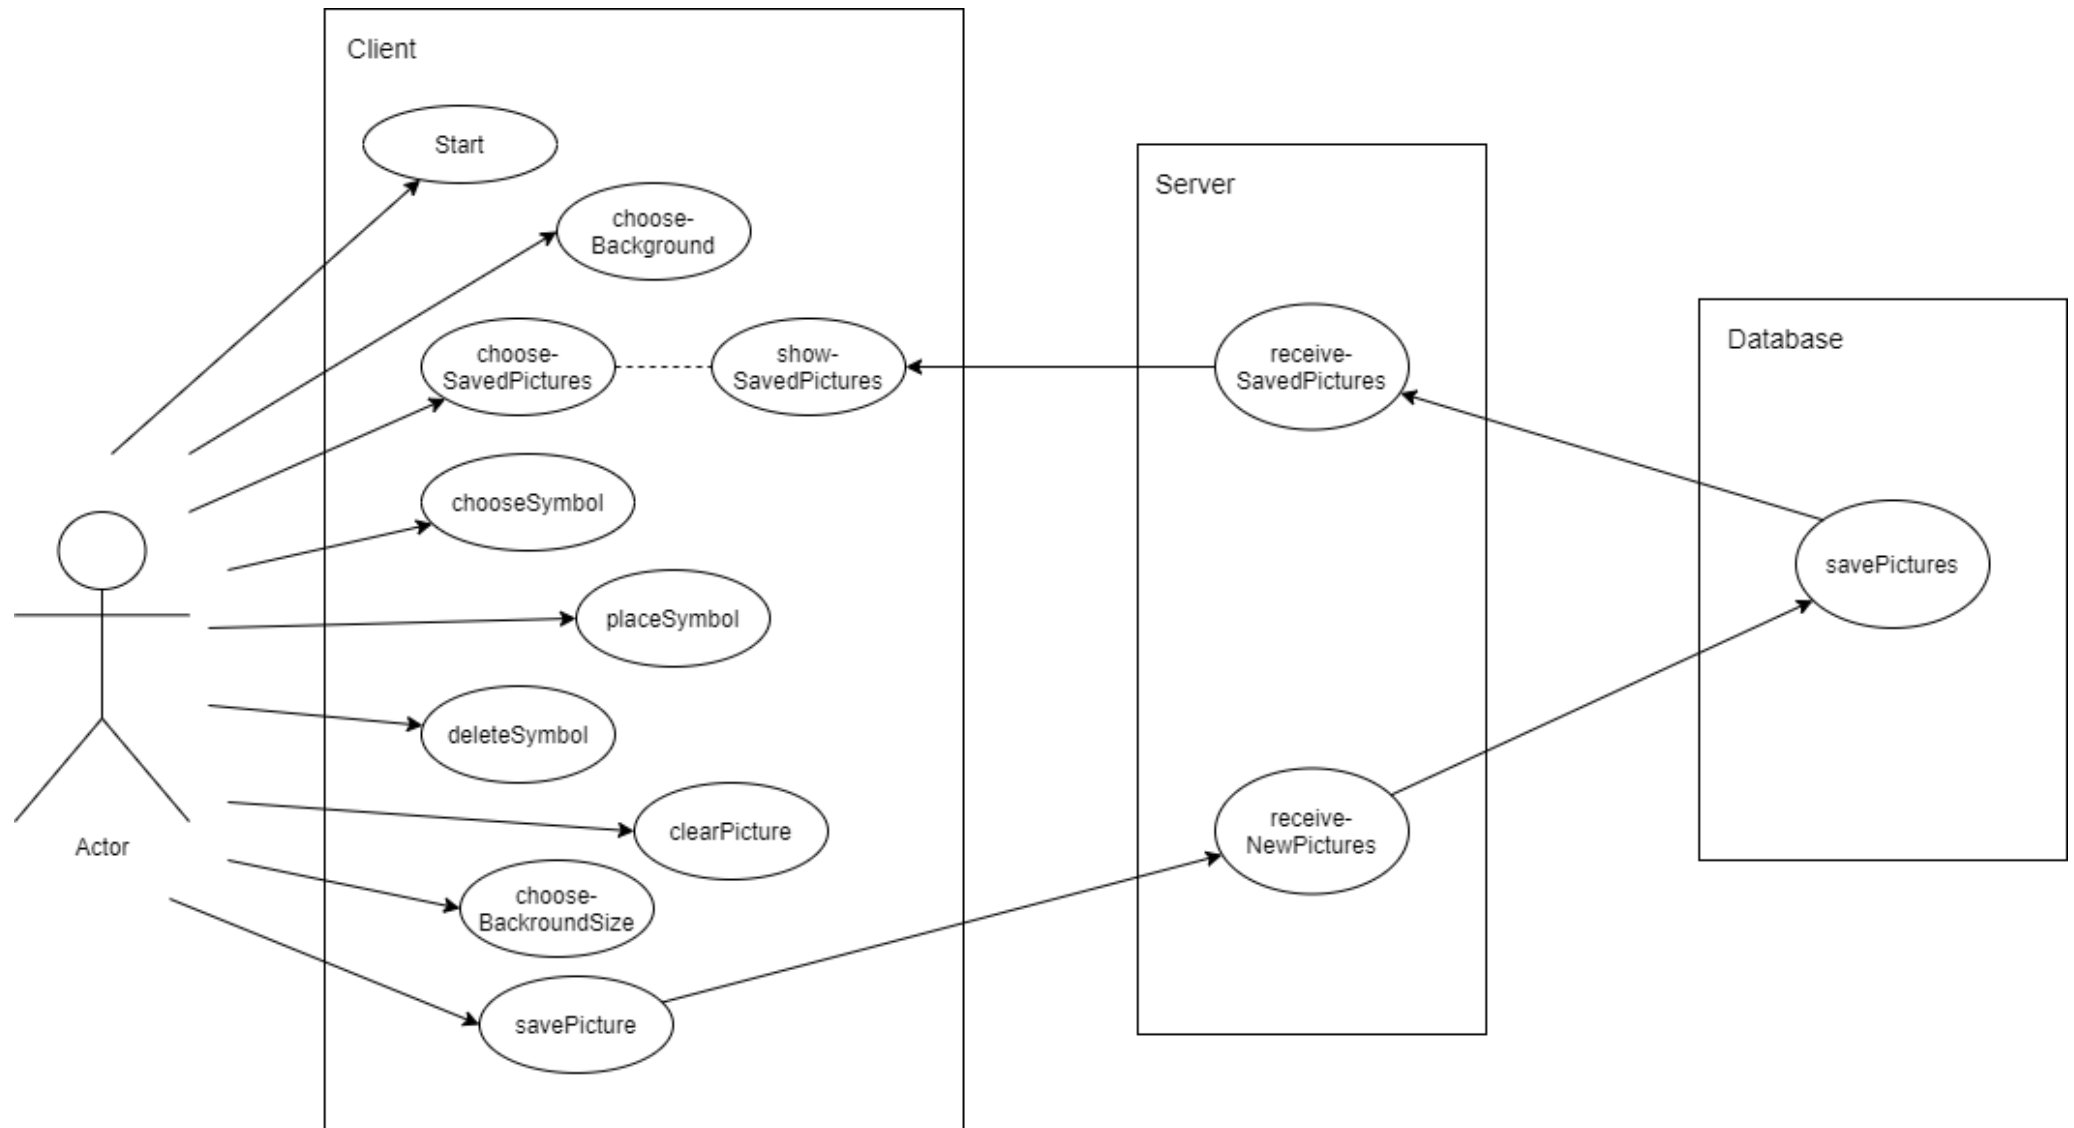 Client
Start
choose-
Background
choose-
SavedPictures
show-
SavedPictures
chooseSymbol
placeSymbol
deleteSymbol
clearPicture
choose-
BackroundSize
savePicture
Actor
Server
receive-
SavedPictures
receive-
NewPictures
Database
savePictures